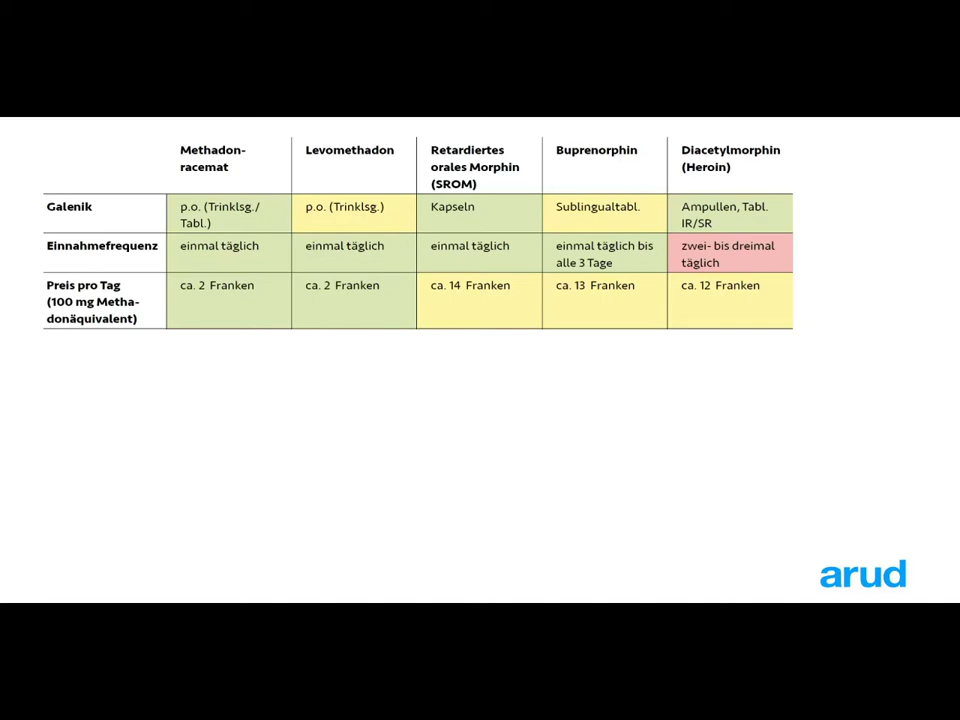 Methadon-
racemat
Levomethadon
Retardiertes
orales Morphin
(SROM)
Buprenorphin
Diacetylmorphin
(Heroin)
Galenik
p.o. (Trinklsg./
Tabl.)
p.o. (Trinklsg.)
Kapseln
Sublingualtabl.
Ampullen, Tabl.
IR/SR
Einnahmefrequenz
einmal täglich
einmal täglich
einmal täglich
einmal täglich bis
alle 3 Tage
zwei- bis dreimal
täglich
Preis pro Tag
(100 mg Metha-
donäquivalent)
ca. 2 Franken
ca. 2 Franken
ca. 14 Franken
ca. 13 Franken
ca. 12 Franken
arud